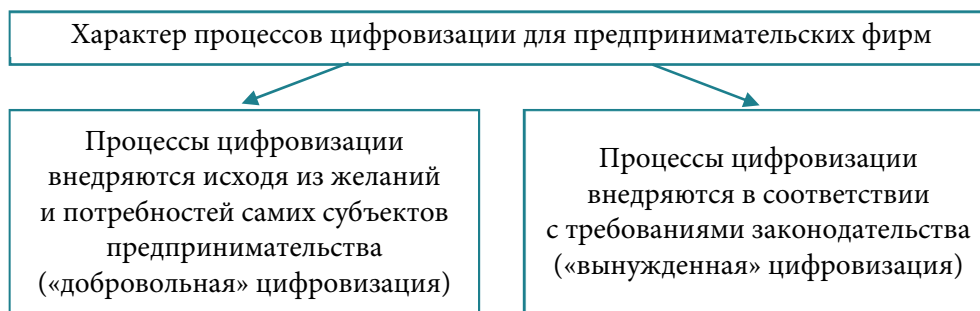 Характер процессов цифровизации для предпринимательских фирм
Процессы цифровизации
внедряются исходя из желаний
и потребностей самих субъектов
предпринимательства
(«добровольная» цифровизация)
Процессы цифровизации
внедряются в соответствии
с требованиями законодательства
(«вынужденная» цифровизация)